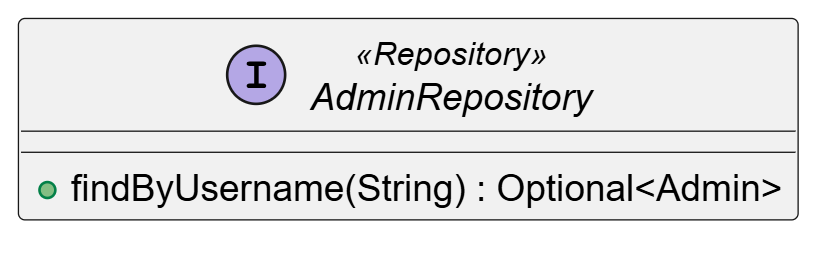 I
«Repository»
AdminRepository
findByUsername(String) : Optional<Admin>